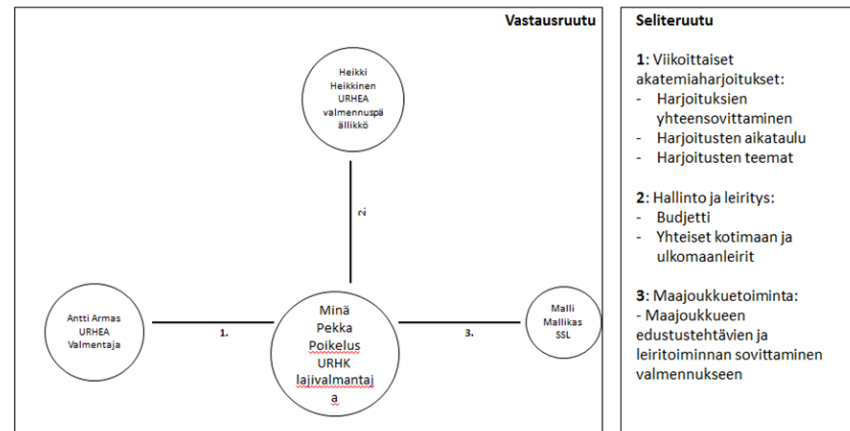 Vastausruutu
Heikki
Heikkinen
URHEA
valmennuspä
ällikkö
2.
Antti Armas
URHEA
Valmentaja
1.
Minä
Pekka
Poikelus
URHK
lajivalmantaj
a
3.
Malli
Mallikas
SSL
Seliteruutu
1: Viikoittaiset
akatemiaharjoitukset:
- Harjoituksien
yhteensovittaminen
- Harjoitusten aikataulu
- Harjoitusten teemat
2: Hallinto ja leiritys:
- Budjetti
- Yhteiset kotimaan ja
ulkomaanleirit
3: Maajoukkuetoiminta:
- Maajoukkueen
edustustehtävien ja
leiritoiminnan sovittaminen
valmennukseen